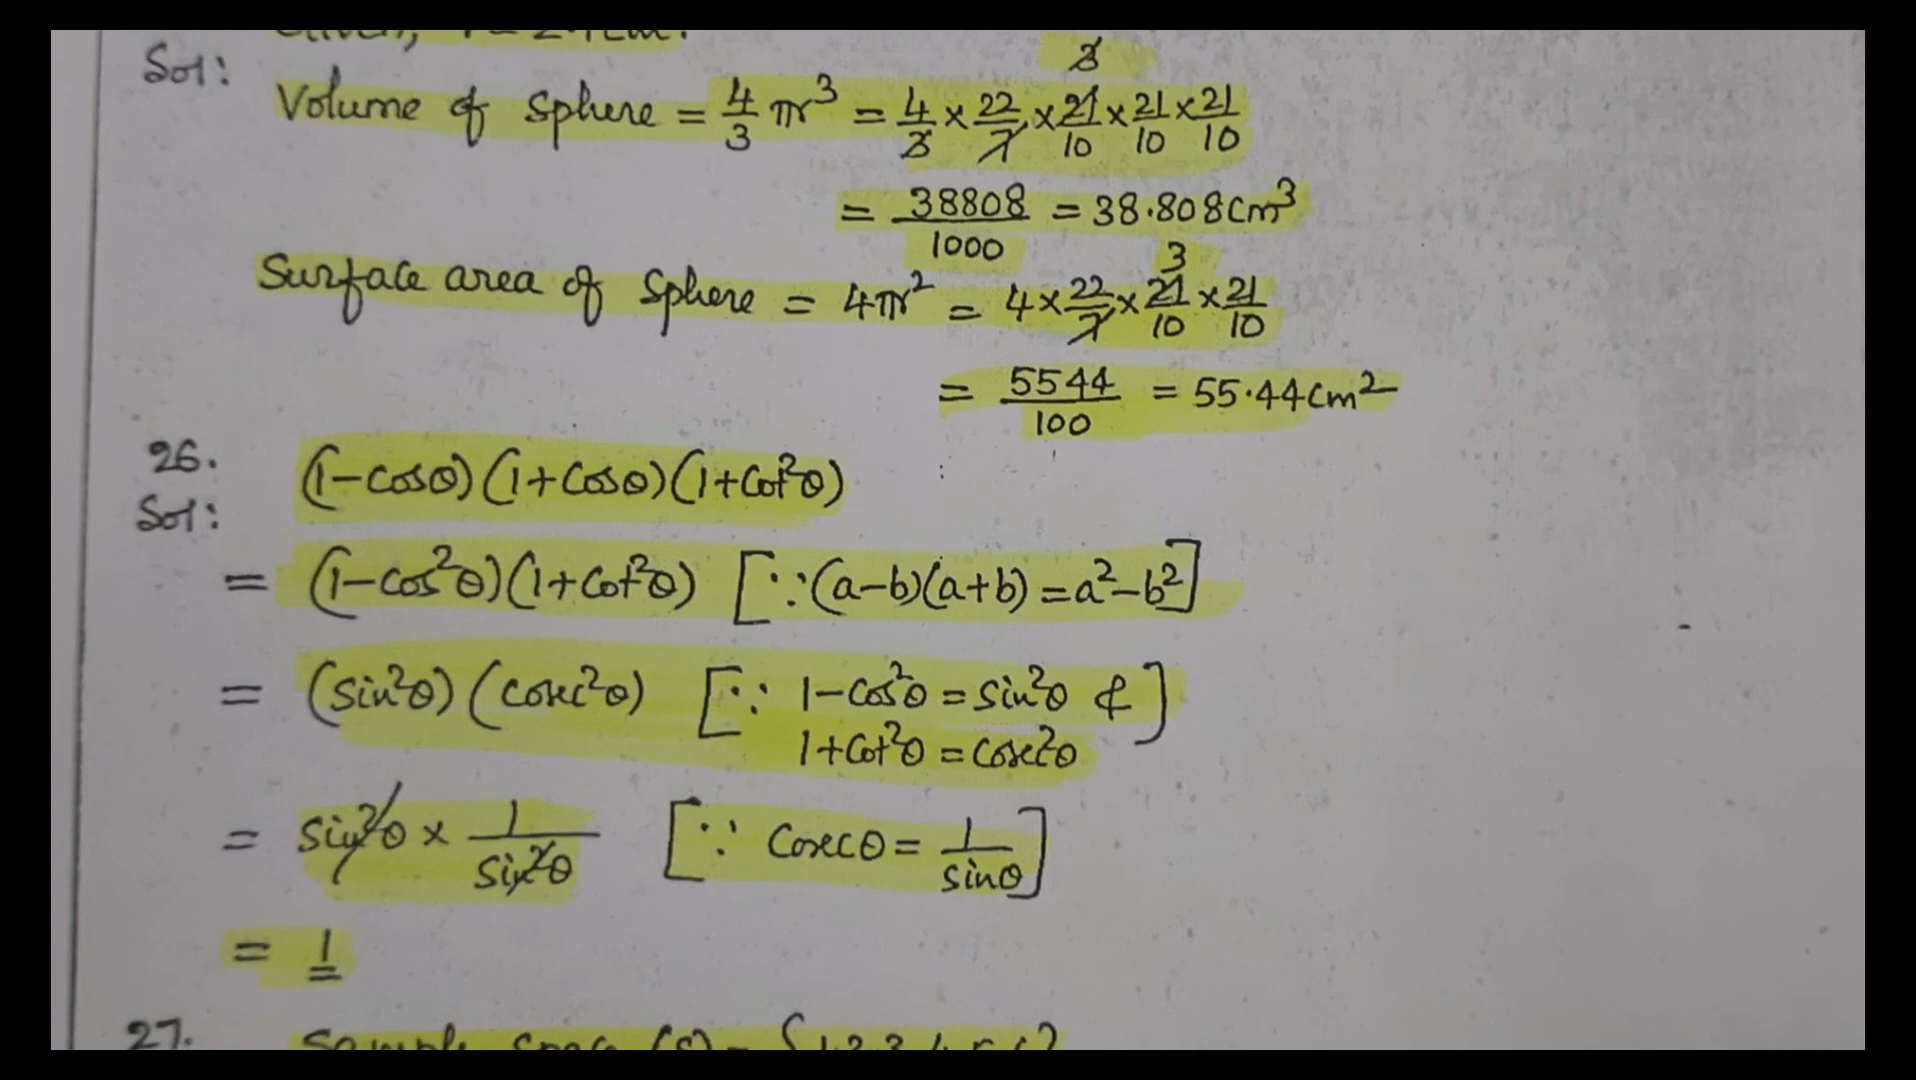 Sol:
Volume of Sphere = 4/3 πr³ = 4/3 × 22/7 × 21/10 × 21/10 × 21/10
= 38808/1000 = 38.808cm³
3
Surface area of Sphere = 4πr² = 4 × 22/7 × 21/10 × 21/10
= 5544/100 = 55.44cm²
26.
Sol:
(1-cosθ)(1+cosθ)(1+cot²θ)
= (1-cos²θ)(1+cot²θ) [∵(a-b)(a+b) = a²-b²]
= (sin²θ)(cosec²θ) [∵ 1-cos²θ = sin²θ & ]
1+cot²θ = cosec²θ
= sin²θ × 1/sin²θ [∵ cosecθ = 1/sinθ]
= 1
27.